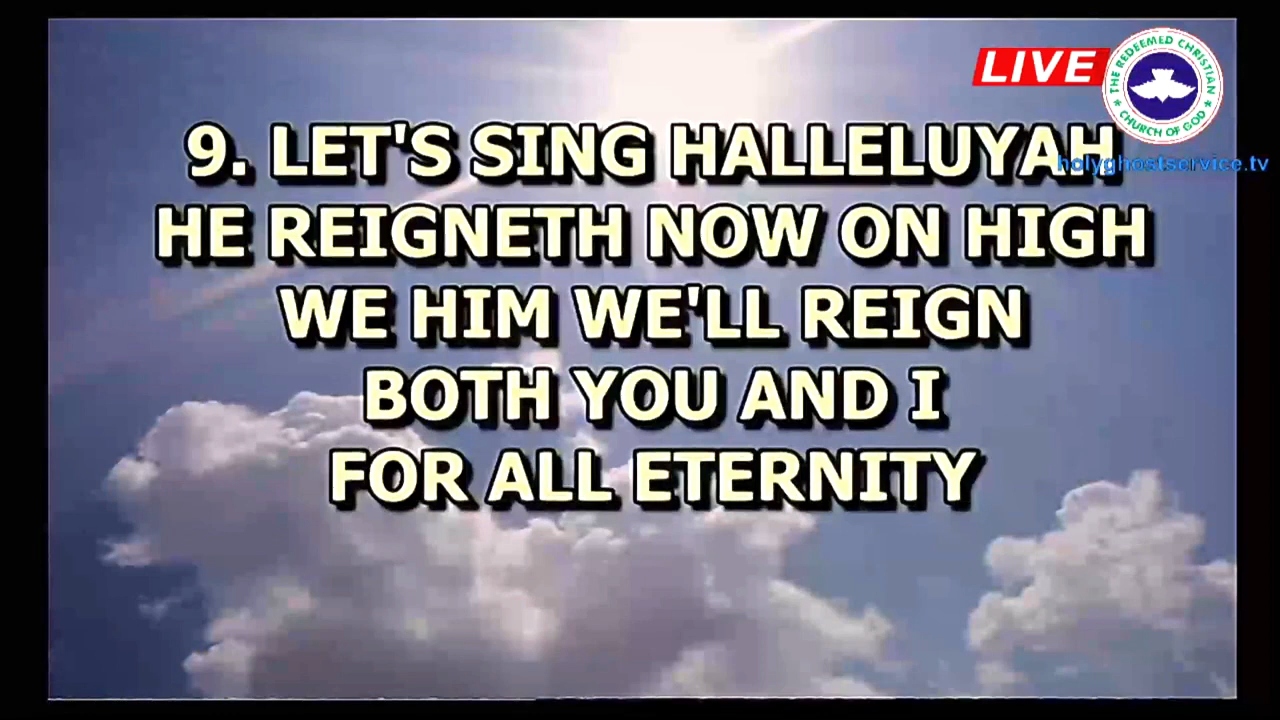 LIVE
THE REDEEMED CHRISTIAN
CHURCH OF GOD
holyghostservice.tv
9. LET'S SING HALLELUYAH
HE REIGNETH NOW ON HIGH
WE HIM WE'LL REIGN
BOTH YOU AND I
FOR ALL ETERNITY